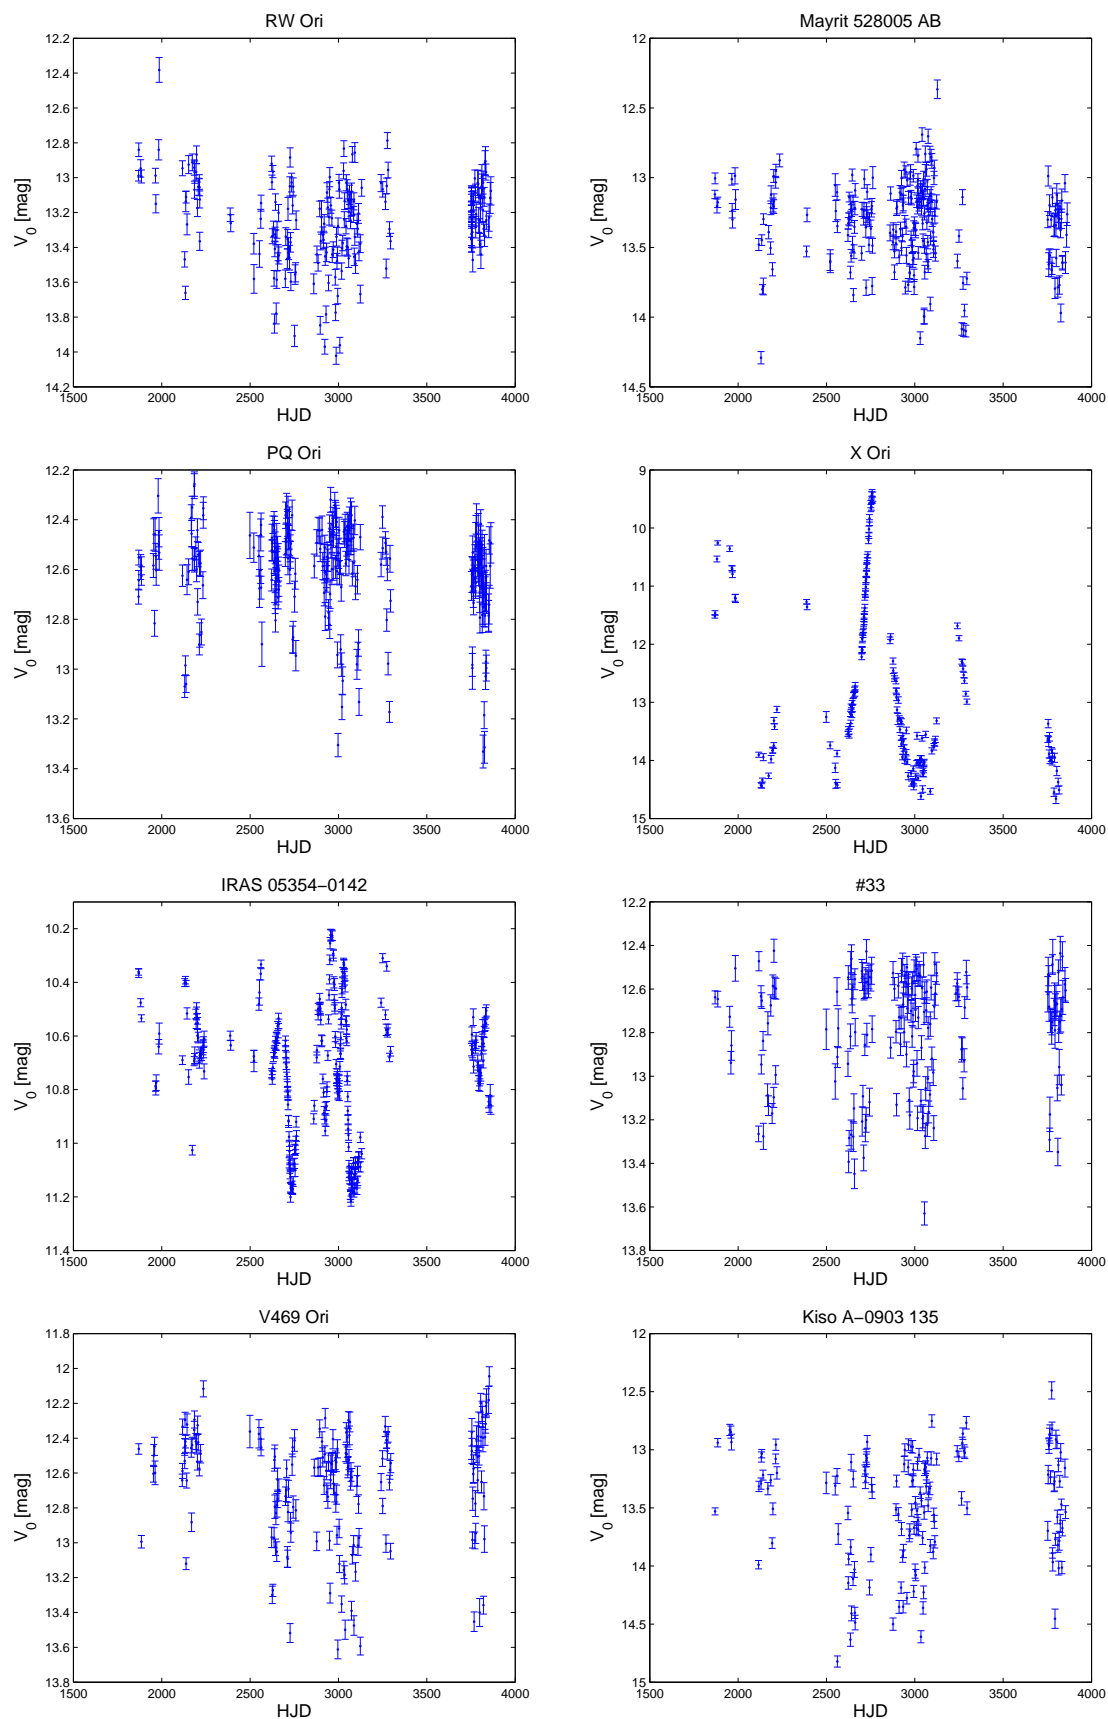 RW Ori
12.2
12.4
12.6
12.8
13
13.2
13.4
13.6
13.8
14
14.2
V0 [mag]
1500 2000 2500 3000 3500 4000
HJD
Mayrit 528005 AB
12
12.5
13
13.5
14
14.5
V0 [mag]
1500 2000 2500 3000 3500 4000
HJD
PQ Ori
12.2
12.4
12.6
12.8
13
13.2
13.4
13.6
V0 [mag]
1500 2000 2500 3000 3500 4000
HJD
X Ori
9
10
11
12
13
14
15
V0 [mag]
1500 2000 2500 3000 3500 4000
HJD
IRAS 05354−0142
10.2
10.4
10.6
10.8
11
11.2
11.4
V0 [mag]
1500 2000 2500 3000 3500 4000
HJD
#33
12.2
12.4
12.6
12.8
13
13.2
13.4
13.6
13.8
V0 [mag]
1500 2000 2500 3000 3500 4000
HJD
V469 Ori
11.8
12
12.2
12.4
12.6
12.8
13
13.2
13.4
13.6
13.8
V0 [mag]
1500 2000 2500 3000 3500 4000
HJD
Kiso A−0903 135
12
12.5
13
13.5
14
14.5
15
V0 [mag]
1500 2000 2500 3000 3500 4000
HJD